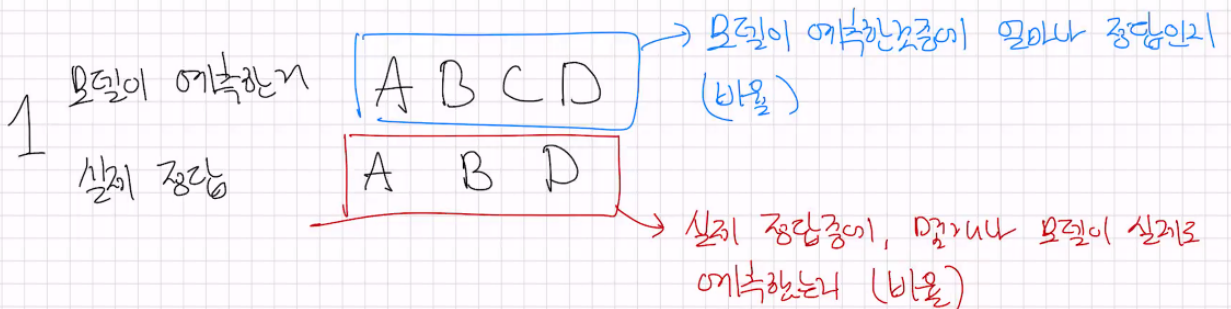 1
모델이 예측한거 A B C D
실제 정답 A B D
모델이 예측한것중에 얼마나 정답인지
(비율)
실제 정답중에, 몇개나 모델이 실제로
예측했는지 (비율)